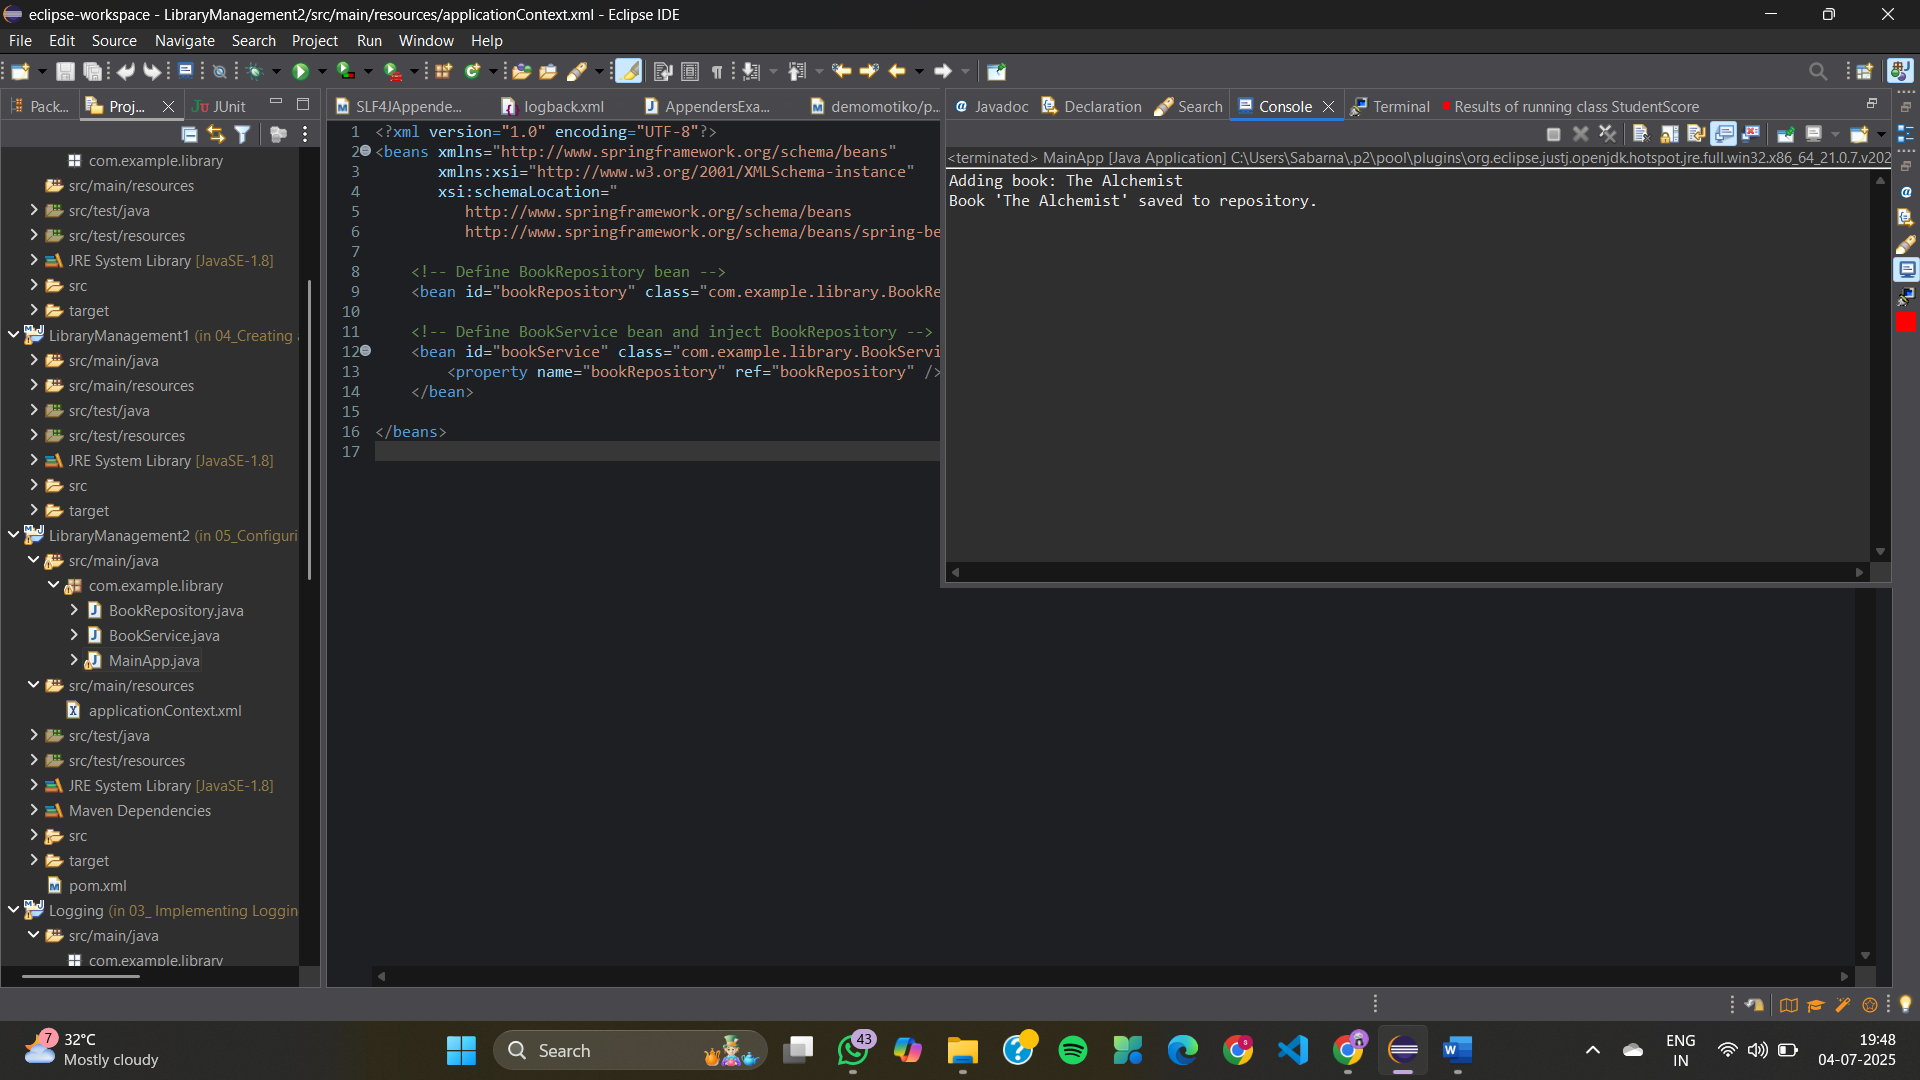 eclipse-workspace - LibraryManagement2/src/main/resources/applicationContext.xml - Eclipse IDE
File Edit Source Navigate Search Project Run Window Help
Pack... Proj... JUnit
com.example.library
src/main/resources
src/test/java
src/test/resources
JRE System Library [JavaSE-1.8]
src
target
LibraryManagement1 (in 04_Creating
src/main/java
src/main/resources
src/test/java
src/test/resources
JRE System Library [JavaSE-1.8]
src
target
LibraryManagement2 (in 05_Configuri
src/main/java
com.example.library
BookRepository.java
BookService.java
MainApp.java
src/main/resources
applicationContext.xml
src/test/java
src/test/resources
JRE System Library [JavaSE-1.8]
Maven Dependencies
src
target
pom.xml
Logging (in 03_ Implementing Loggin
src/main/java
com.example.library
SLF4JAppende... logback.xml AppendersExa... demomotiko/p...
1 <?xml version="1.0" encoding="UTF-8"?>
2 <beans xmlns="http://www.springframework.org/schema/beans"
3 xmlns:xsi="http://www.w3.org/2001/XMLSchema-instance"
4 xsi:schemaLocation="
5 http://www.springframework.org/schema/beans
6 http://www.springframework.org/schema/beans/spring-be
7
8 <!-- Define BookRepository bean -->
9 <bean id="bookRepository" class="com.example.library.BookRe
10
11 <!-- Define BookService bean and inject BookRepository -->
12 <bean id="bookService" class="com.example.library.BookServi
13 <property name="bookRepository" ref="bookRepository" />
14 </bean>
15
16 </beans>
17
Javadoc Declaration Search Console Terminal Results of running class StudentScore
<terminated> MainApp [Java Application] C:\Users\Sabarna\.p2\pool\plugins\org.eclipse.justj.openjdk.hotspot.jre.full.win32.x86_64_21.0.7.v202
Adding book: The Alchemist
Book 'The Alchemist' saved to repository.
7
32°C
Mostly cloudy
Search
43
ENG
IN
19:48
04-07-2025